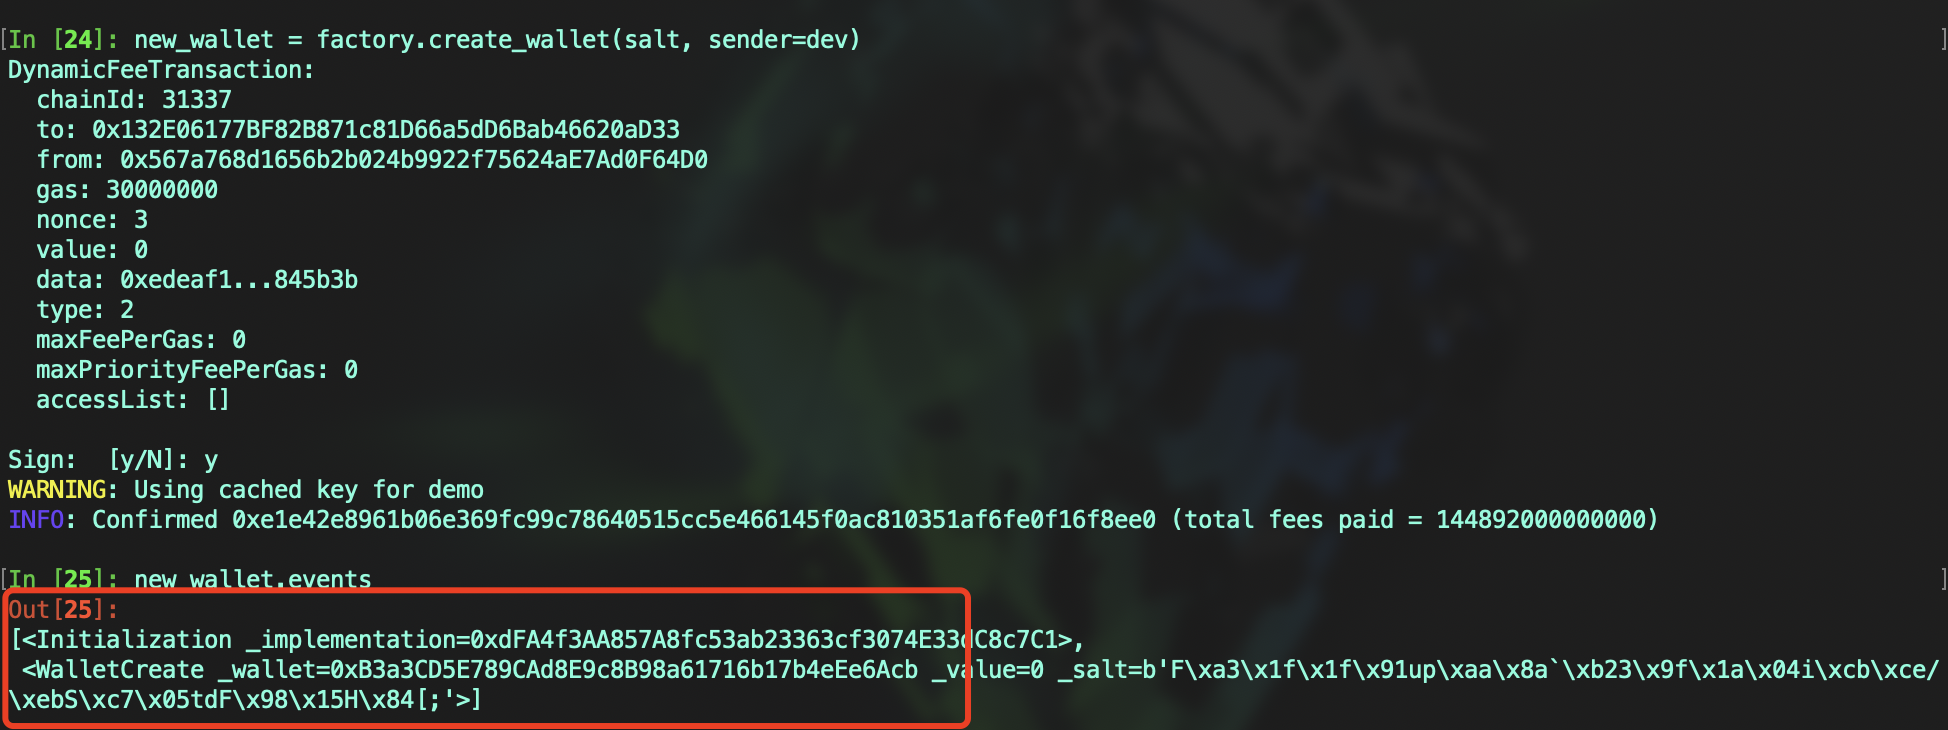 [In [24]: new_wallet = factory.create_wallet(salt, sender=dev) ]
DynamicFeeTransaction:
chainId: 31337
to: 0x132E06177BF82B871c81D66a5dD6Bab46620aD33
from: 0x567a768d1656b2b024b9922f75624aE7Ad0F64D0
gas: 30000000
nonce: 3
value: 0
data: 0xedeaf1...845b3b
type: 2
maxFeePerGas: 0
maxPriorityFeePerGas: 0
accessList: []
Sign:  [y/N]: y
WARNING: Using cached key for demo
INFO: Confirmed 0xe1e42e8961b06e369fc99c78640515cc5e466145f0ac810351af6fe0f16f8ee0 (total fees paid = 144892000000000)
[In [25]: new_wallet.events ]
Out[25]:
[<Initialization _implementation=0xdFA4f3AA857A8fc53ab23363cf3074E33dC8c7C1>,
<WalletCreate _wallet=0xB3a3CD5E789CAd8E9c8B98a61716b17b4eEe6Acb _value=0 _salt=b'F\xa3\x1f\x1f\x91up\xaa\x8a`\xb23\x9f\x1a\x04i\xcb\xce/
\xebS\xc7\x05tdF\x98\x15H\x84[;'>]